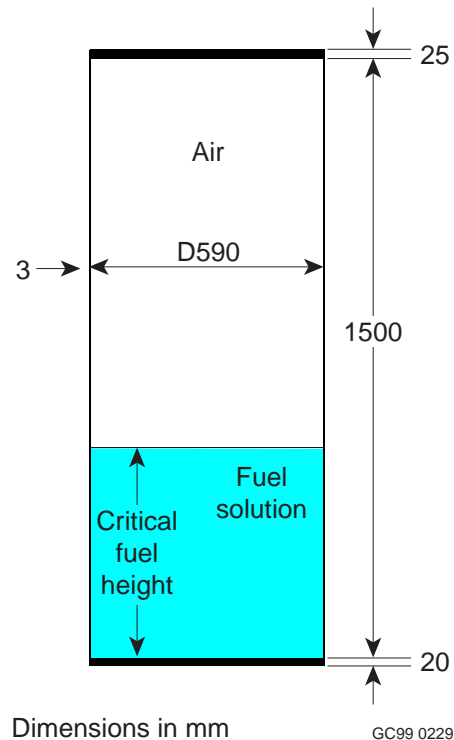 25
Air
D590
3
1500
Fuel
solution
Critical
fuel
height
20
Dimensions in mm
GC99 0229